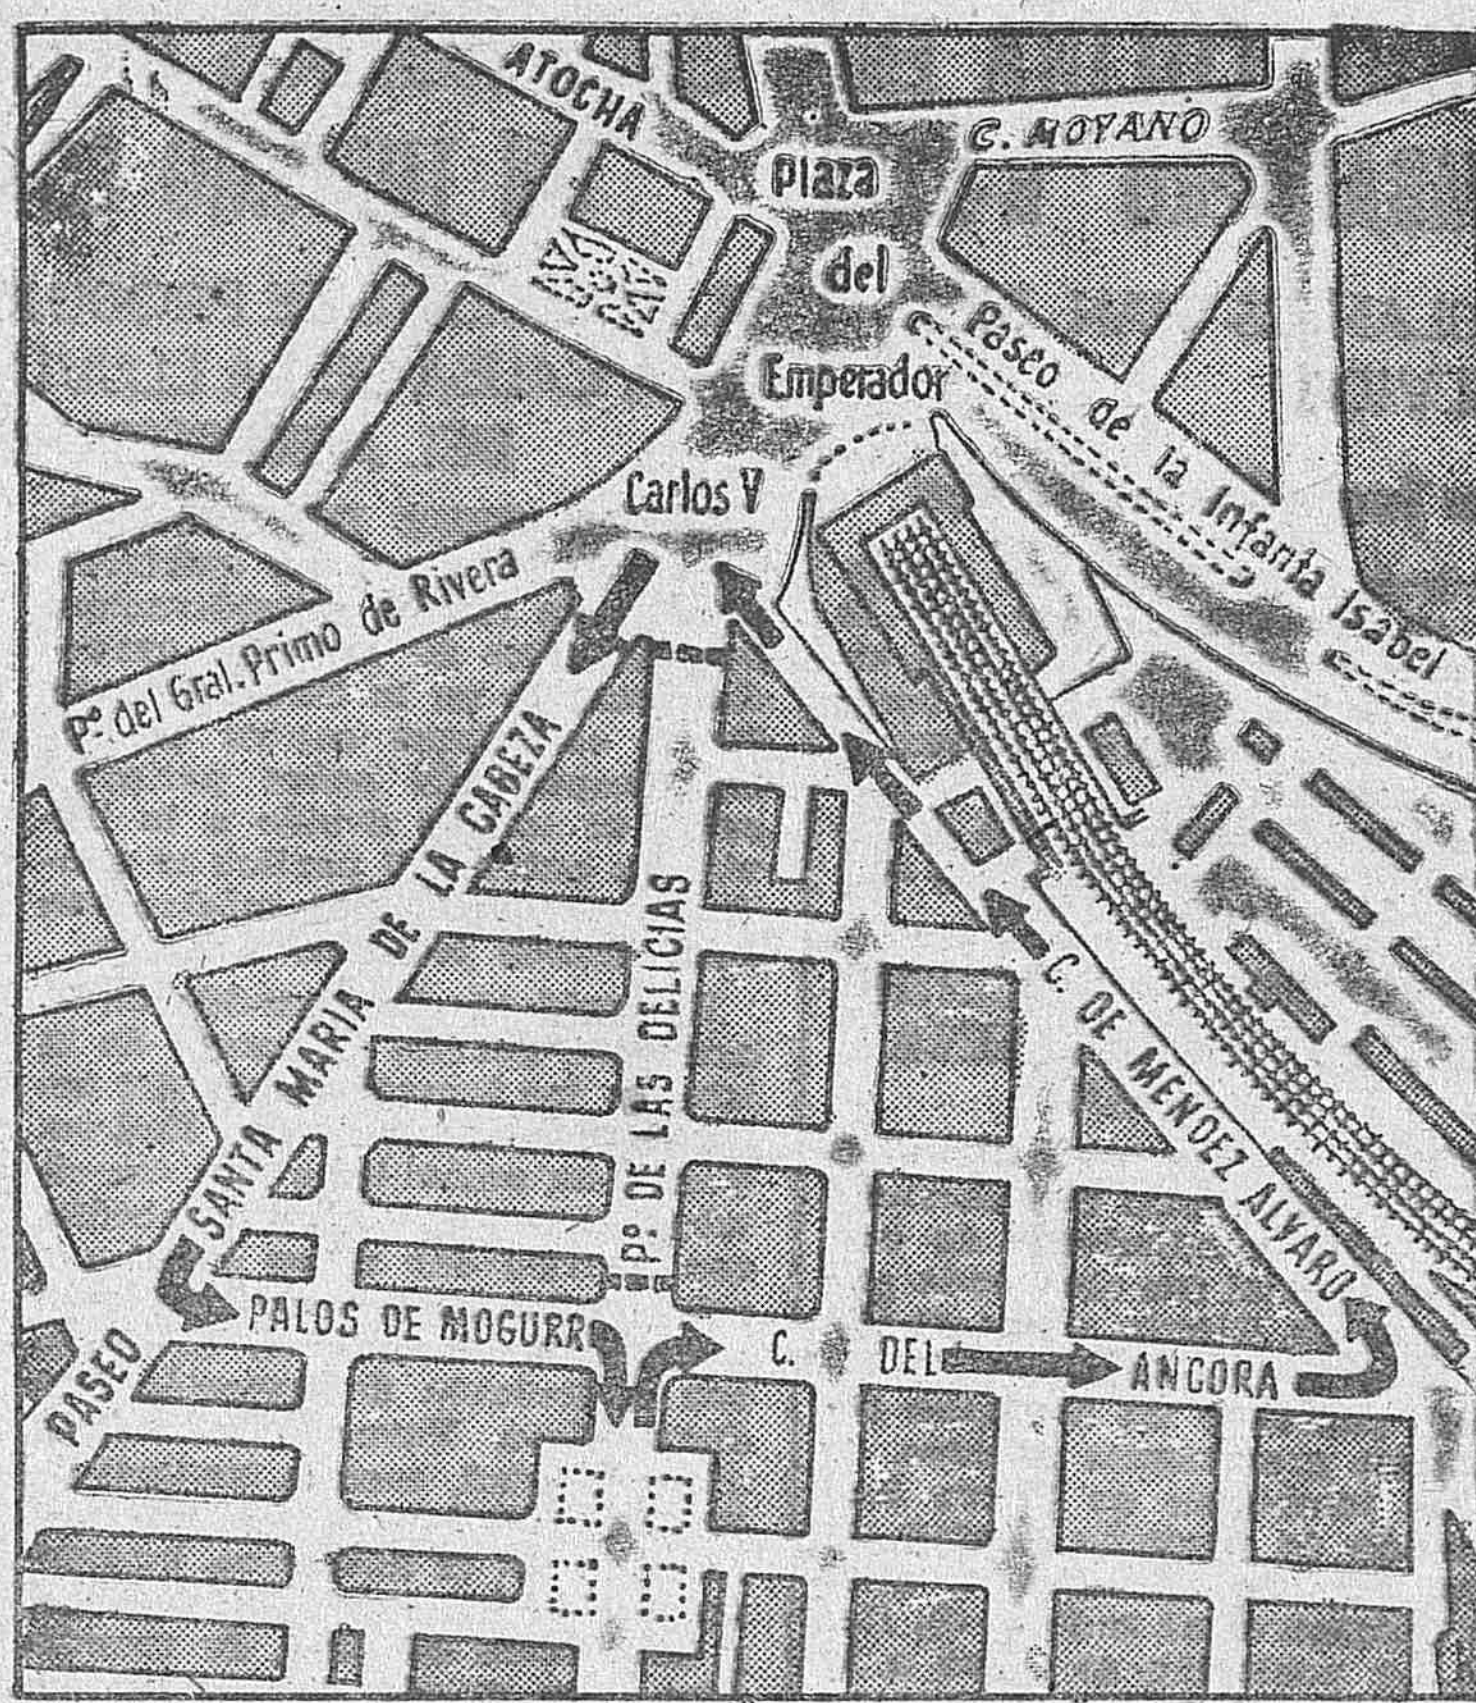 ATOCHA
C. MOYANO
Plaza
del
Emperador
Carlos V
Paseo de la Infanta Isabel
Pº. del Gral. Primo de Rivera
PASEO SANTA MARIA DE LA CABEZA
Pº DE LAS DELICIAS
C. DE MENDEZ ALVARO
PALOS DE MOGURR
C. DEL ANCORA